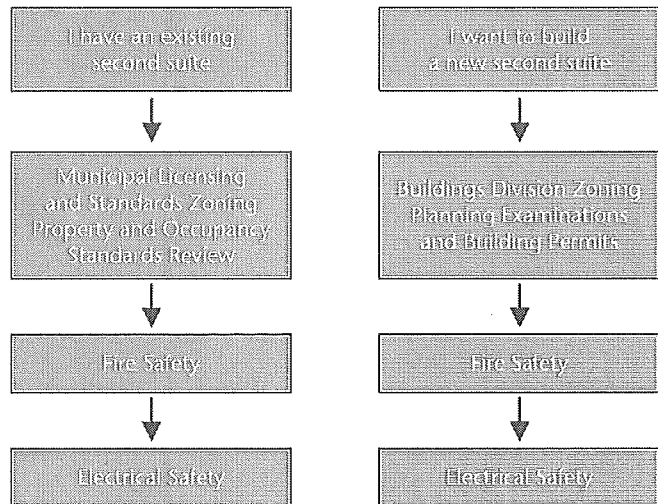 I have an existing
second suite
Municipal Licensing
and Standards Zoning
Property and Occupancy
Standards Review
Fire Safety
Electrical Safety
I want to build
a new second suite
Buildings Division Zoning
Planning Examinations
and Building Permits
Fire Safety
Electrical Safety